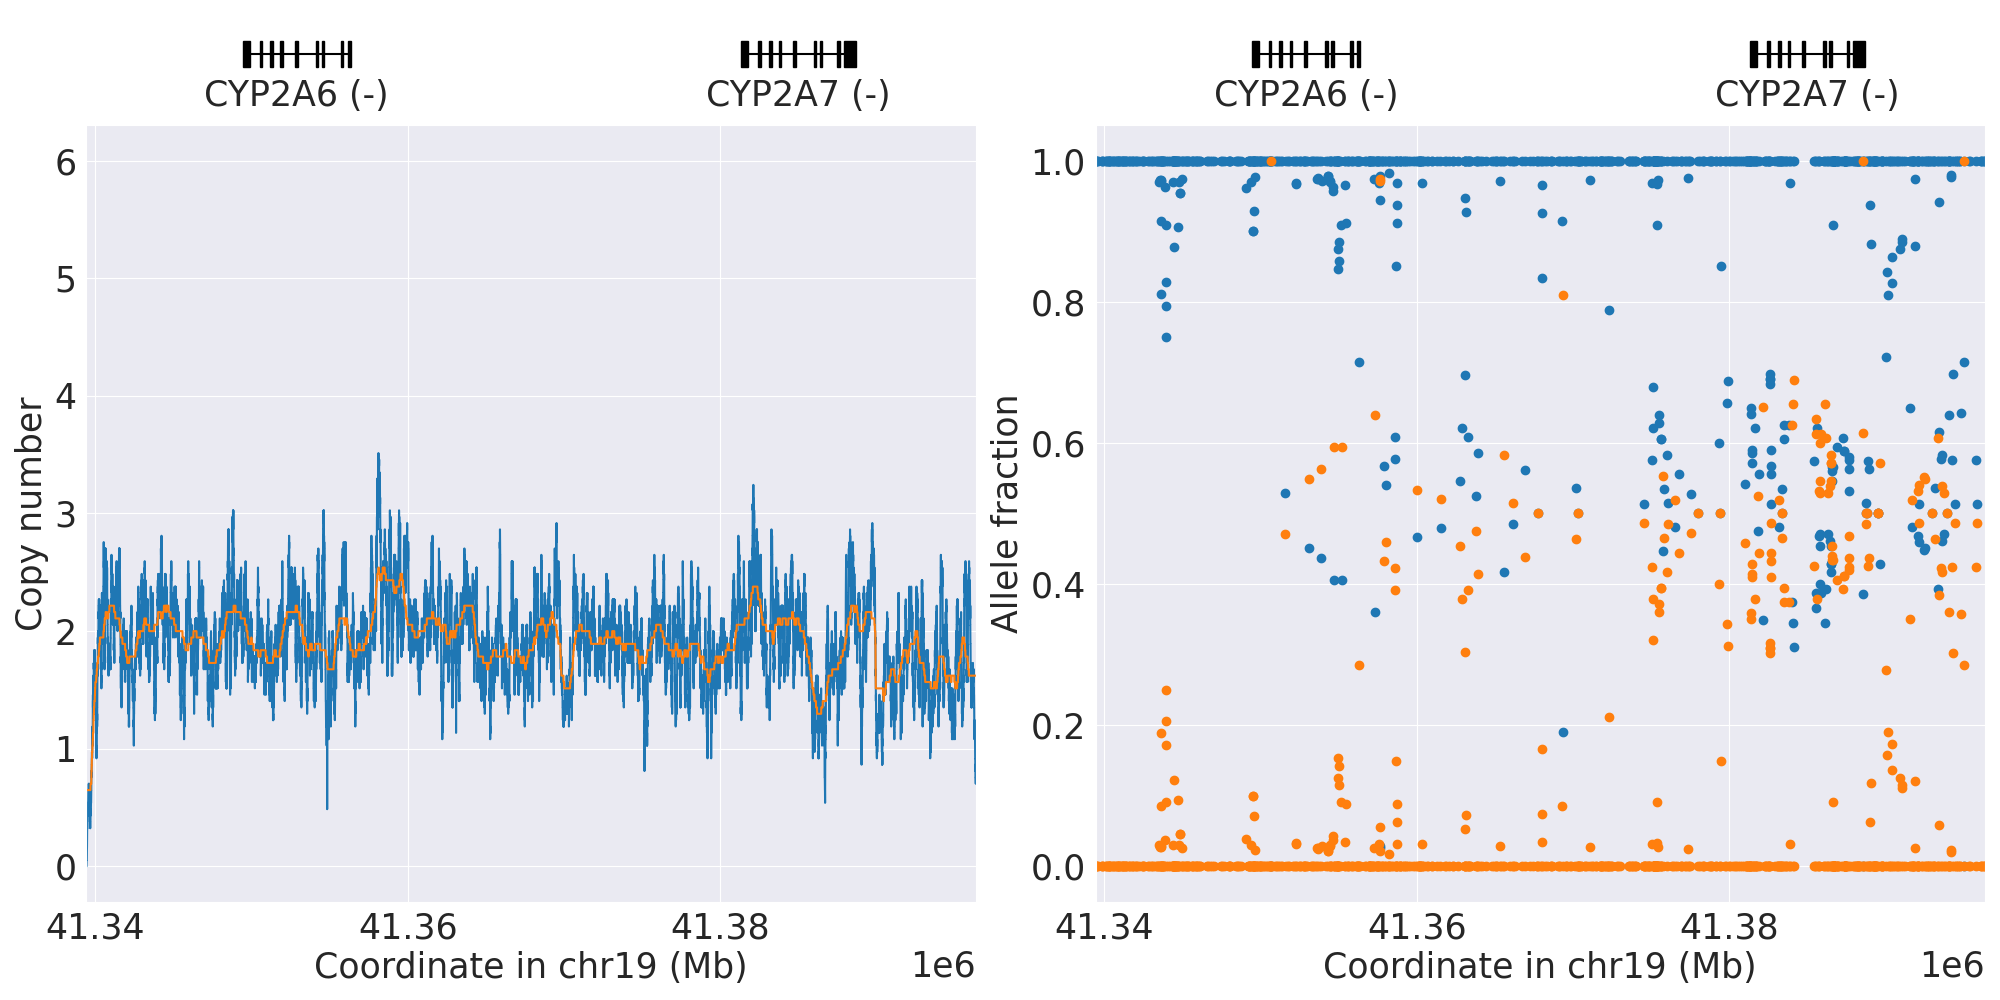 CYP2A6 (-)
CYP2A7 (-)
6
5
4
3
2
1
0
Copy number
41.34
41.36
41.38
Coordinate in chr19 (Mb)
1e6
CYP2A6 (-)
CYP2A7 (-)
1.0
0.8
0.6
0.4
0.2
0.0
Allele fraction
41.34
41.36
41.38
Coordinate in chr19 (Mb)
1e6